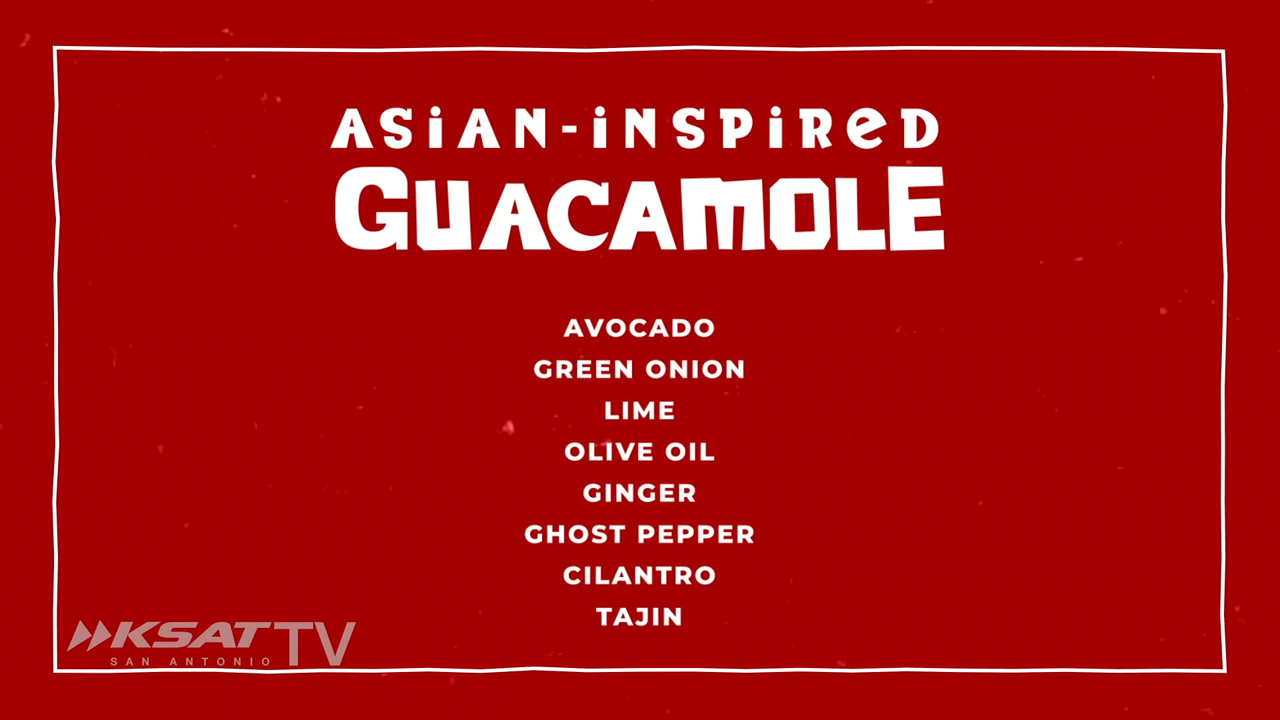 ASIAN-INSPIRED
GUACAMOLE
AVOCADO
GREEN ONION
LIME
OLIVE OIL
GINGER
GHOST PEPPER
CILANTRO
TAJIN
KSAT TV
SAN ANTONIO